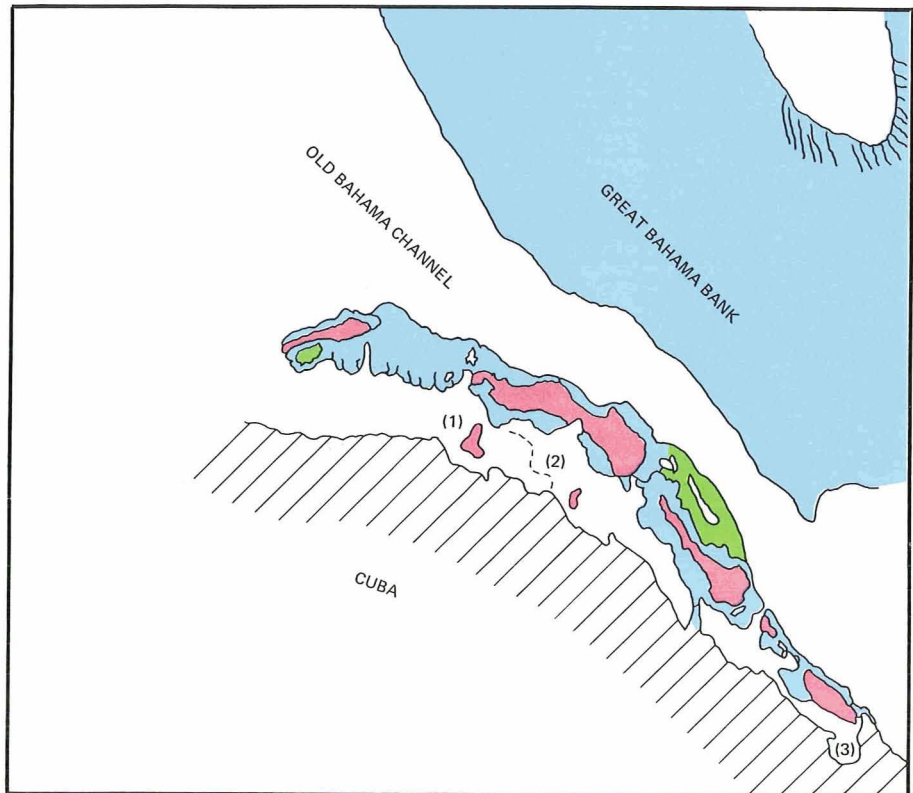 OLD BAHAMA CHANNEL
GREAT BAHAMA BANK
(1)
(2)
CUBA
(3)